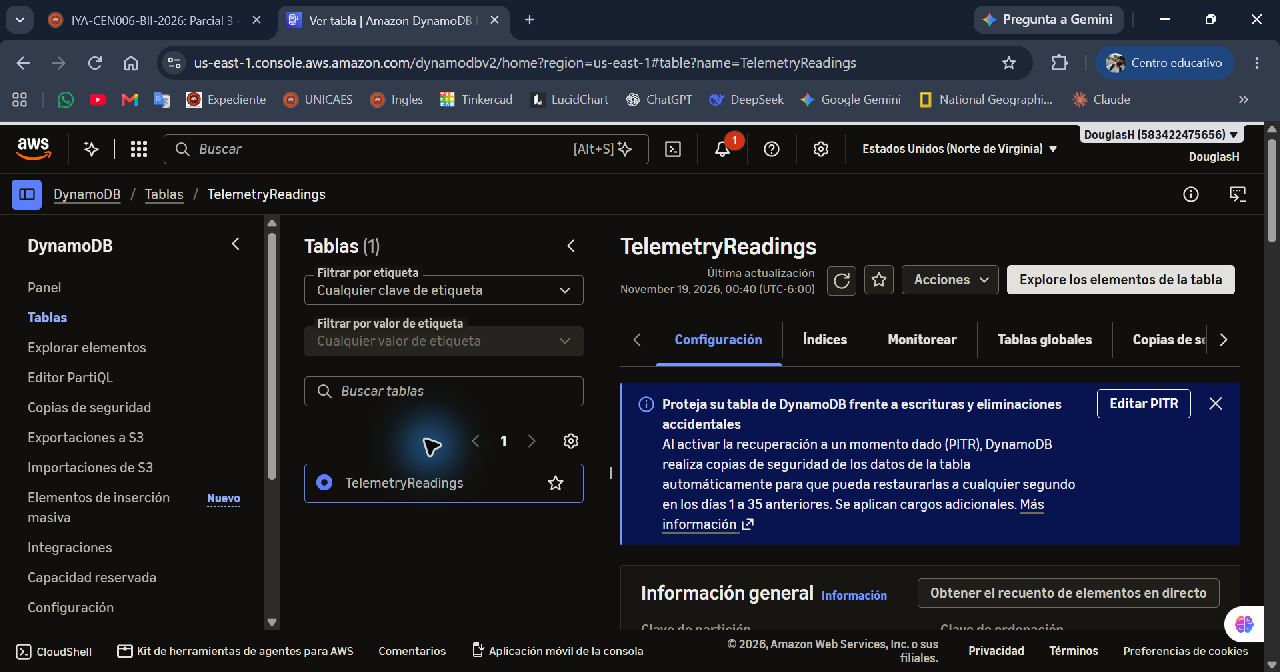 IYA-CEN006-BII-2026: Parcial 3 -
Ver tabla | Amazon DynamoDB
Pregunta a Gemini
us-east-1.console.aws.amazon.com/dynamodbv2/home?region=us-east-1#table?name=TelemetryReadings
Centro educativo
Expediente
UNICAES
Ingles
Tinkercad
LucidChart
ChatGPT
DeepSeek
Google Gemini
National Geographi...
Claude
aws
Buscar
[Alt+S]
1
Estados Unidos (Norte de Virginia)
DouglasH (583422475656)
DouglasH
DynamoDB / Tablas / TelemetryReadings
DynamoDB
Panel
Tablas
Explorar elementos
Editor PartiQL
Copias de seguridad
Exportaciones a S3
Importaciones de S3
Elementos de inserción
masiva
Nuevo
Integraciones
Capacidad reservada
Configuración
Tablas (1)
Filtrar por etiqueta
Cualquier clave de etiqueta
Filtrar por valor de etiqueta
Cualquier valor de etiqueta
Buscar tablas
1
TelemetryReadings
TelemetryReadings
Última actualización
November 19, 2026, 00:40 (UTC-6:00)
Acciones
Explore los elementos de la tabla
Configuración
Índices
Monitorear
Tablas globales
Copias de se
Proteja su tabla de DynamoDB frente a escrituras y eliminaciones
accidentales
Al activar la recuperación a un momento dado (PITR), DynamoDB
realiza copias de seguridad de los datos de la tabla
automáticamente para que pueda restaurarlas a cualquier segundo
en los días 1 a 35 anteriores. Se aplican cargos adicionales. Más
información
Editar PITR
Información general
Información
Obtener el recuento de elementos en directo
Clave de partición
Clave de ordenación
CloudShell
Kit de herramientas de agentes para AWS
Comentarios
Aplicación móvil de la consola
© 2026, Amazon Web Services, Inc. o sus
filiales.
Privacidad
Términos
Preferencias de cookies